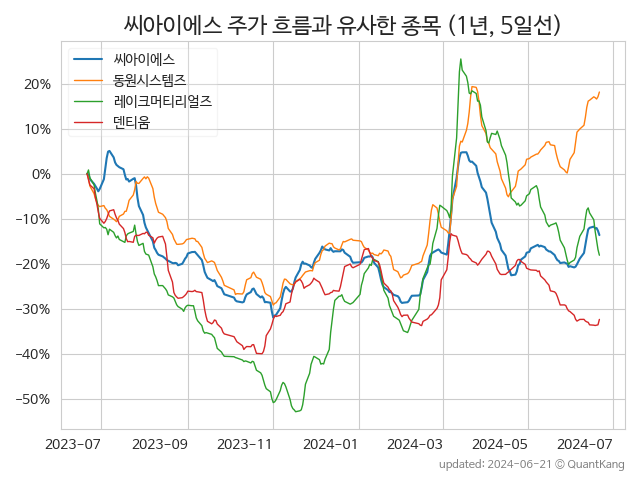 씨아이에스 주가 흐름과 유사한 종목 (1년, 5일선)
씨아이에스
동원시스템즈
레이크머티리얼즈
덴티움
20%
10%
0%
−10%
−20%
−30%
−40%
−50%
2023-07 2023-09 2023-11 2024-01 2024-03 2024-05 2024-07
updated: 2024-06-21 © QuantKang